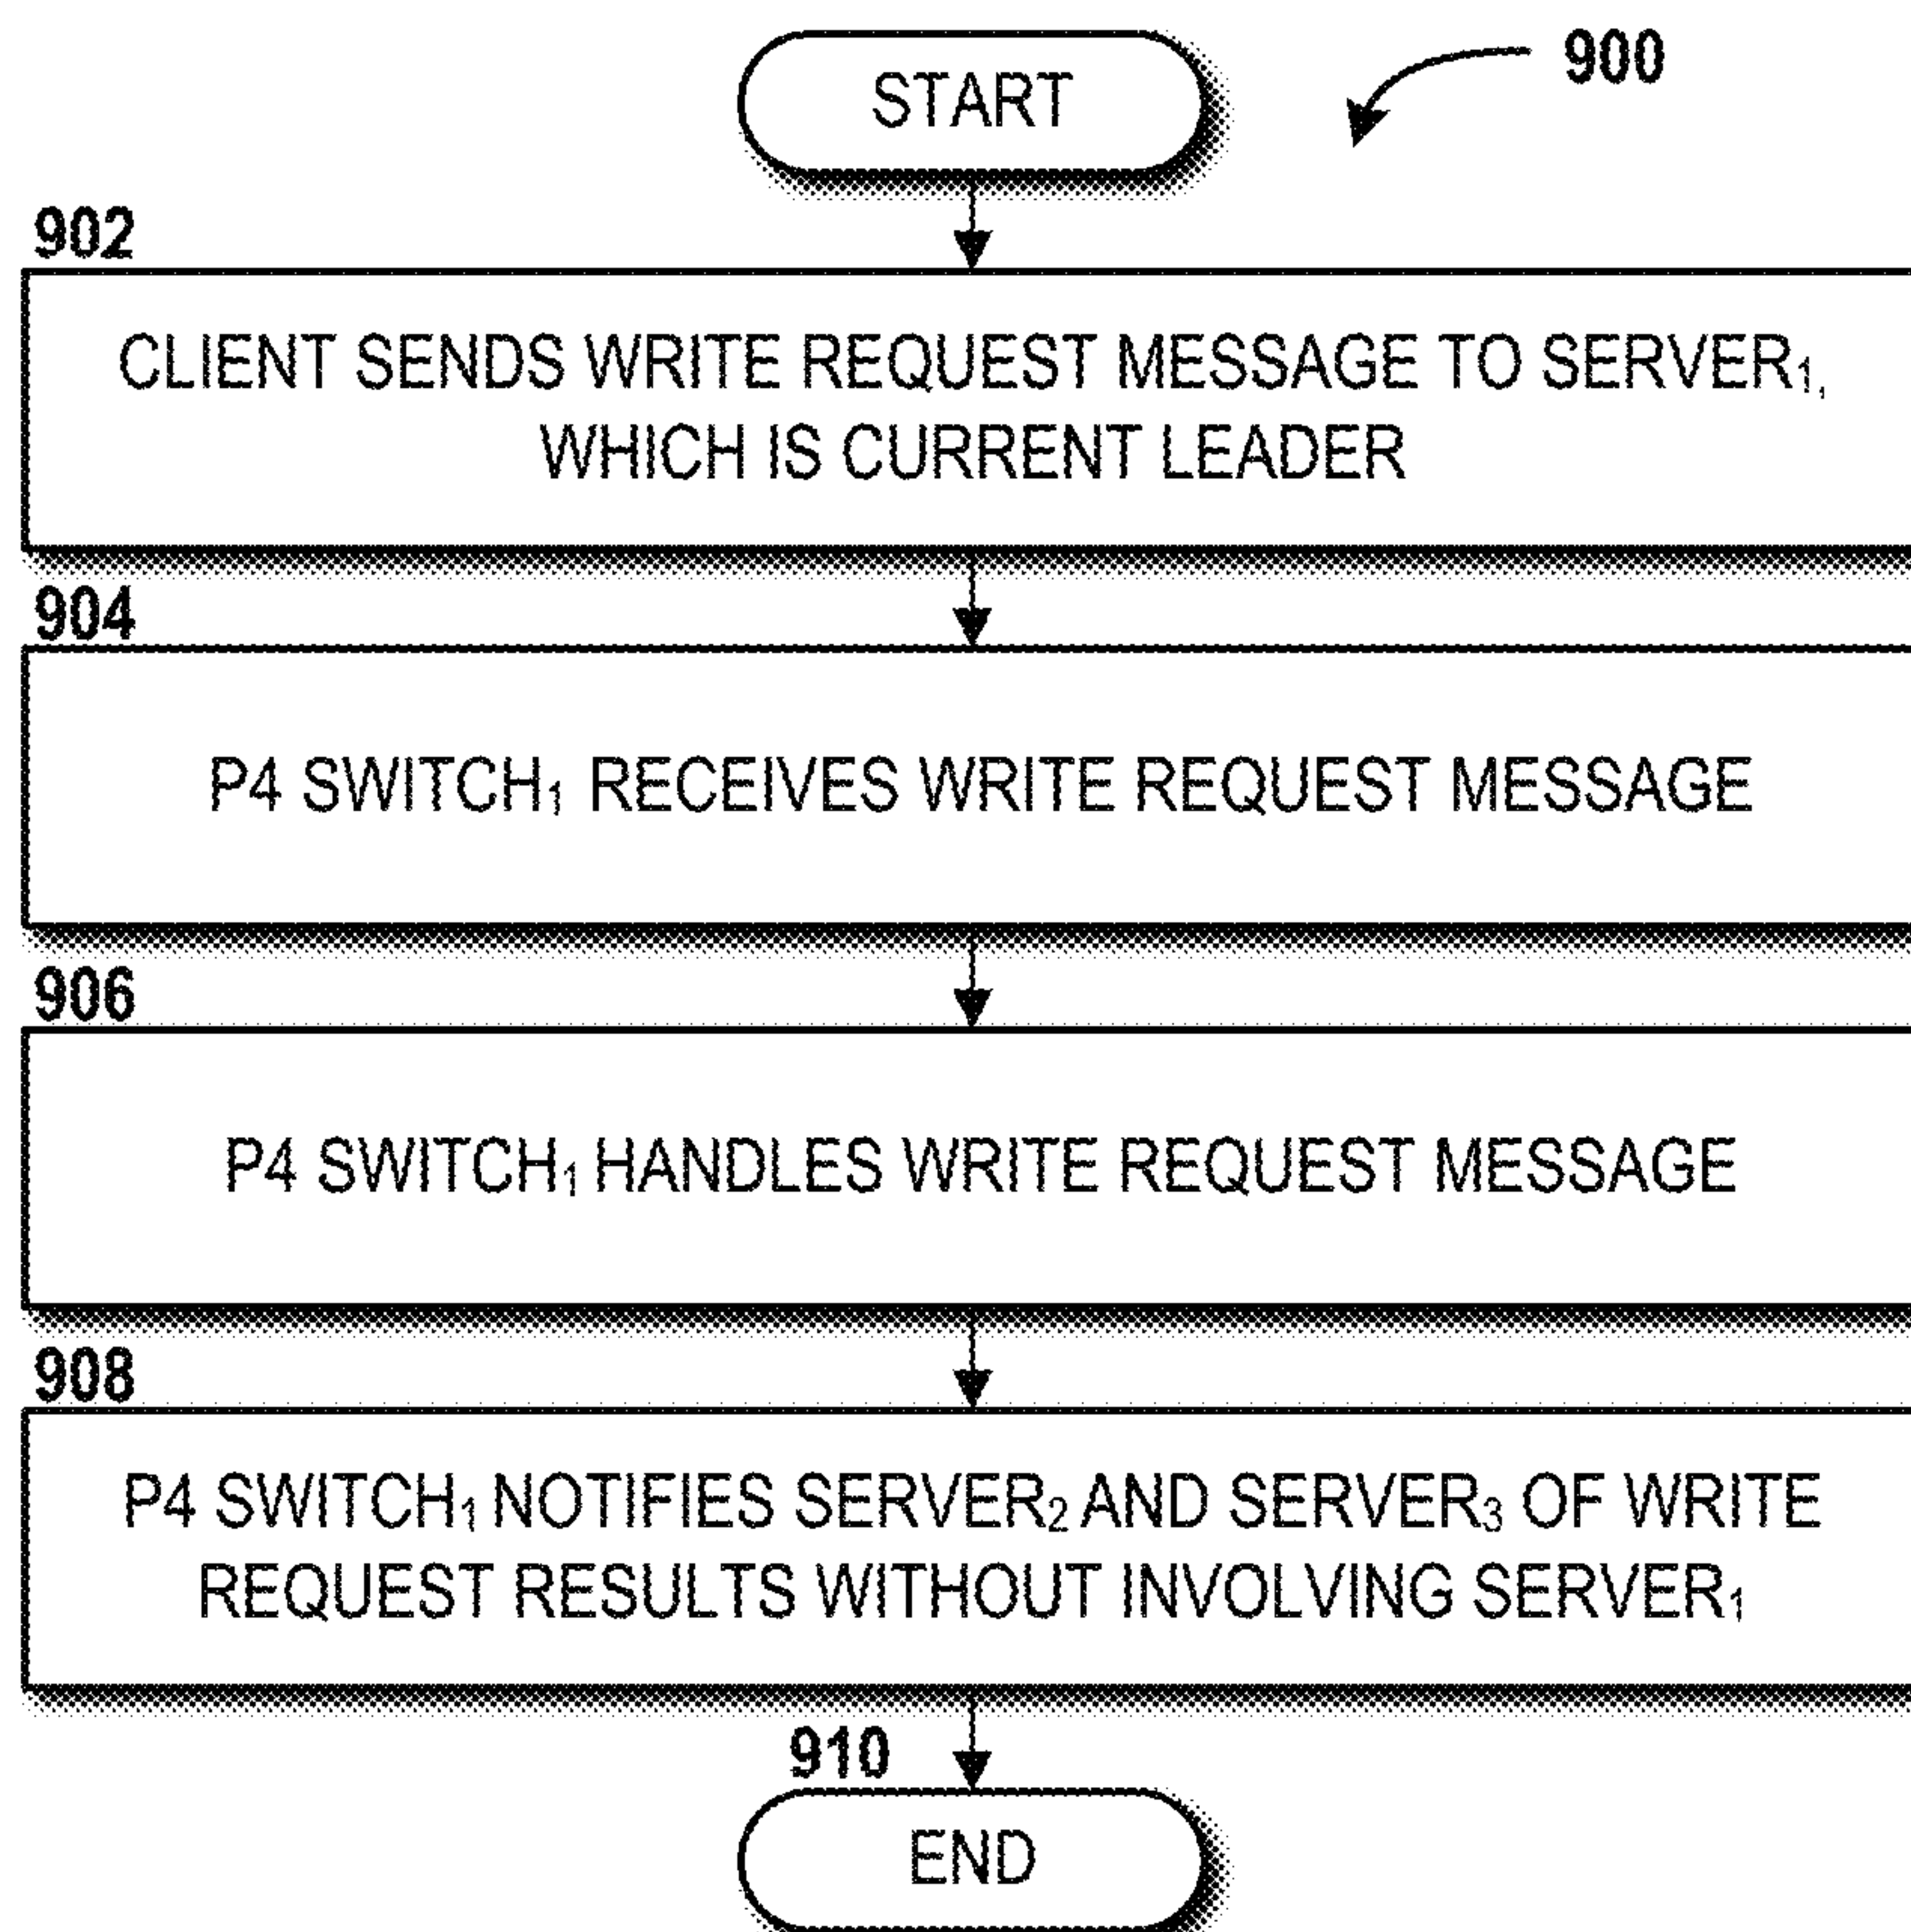 START
900
902
CLIENT SENDS WRITE REQUEST MESSAGE TO SERVER₁,
WHICH IS CURRENT LEADER
904
P4 SWITCH₁ RECEIVES WRITE REQUEST MESSAGE
906
P4 SWITCH₁ HANDLES WRITE REQUEST MESSAGE
908
P4 SWITCH₁ NOTIFIES SERVER₂ AND SERVER₃ OF WRITE
REQUEST RESULTS WITHOUT INVOLVING SERVER₁
910
END